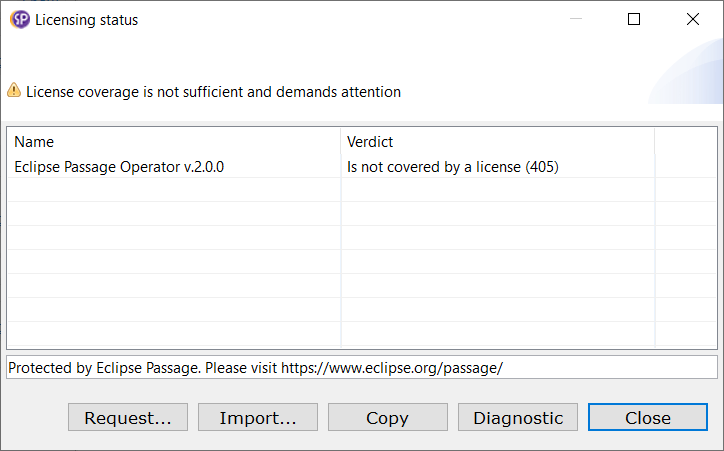 SP Licensing status
License coverage is not sufficient and demands attention
Name Verdict
Eclipse Passage Operator v.2.0.0 Is not covered by a license (405)
Protected by Eclipse Passage. Please visit https://www.eclipse.org/passage/
Request... Import... Copy Diagnostic Close